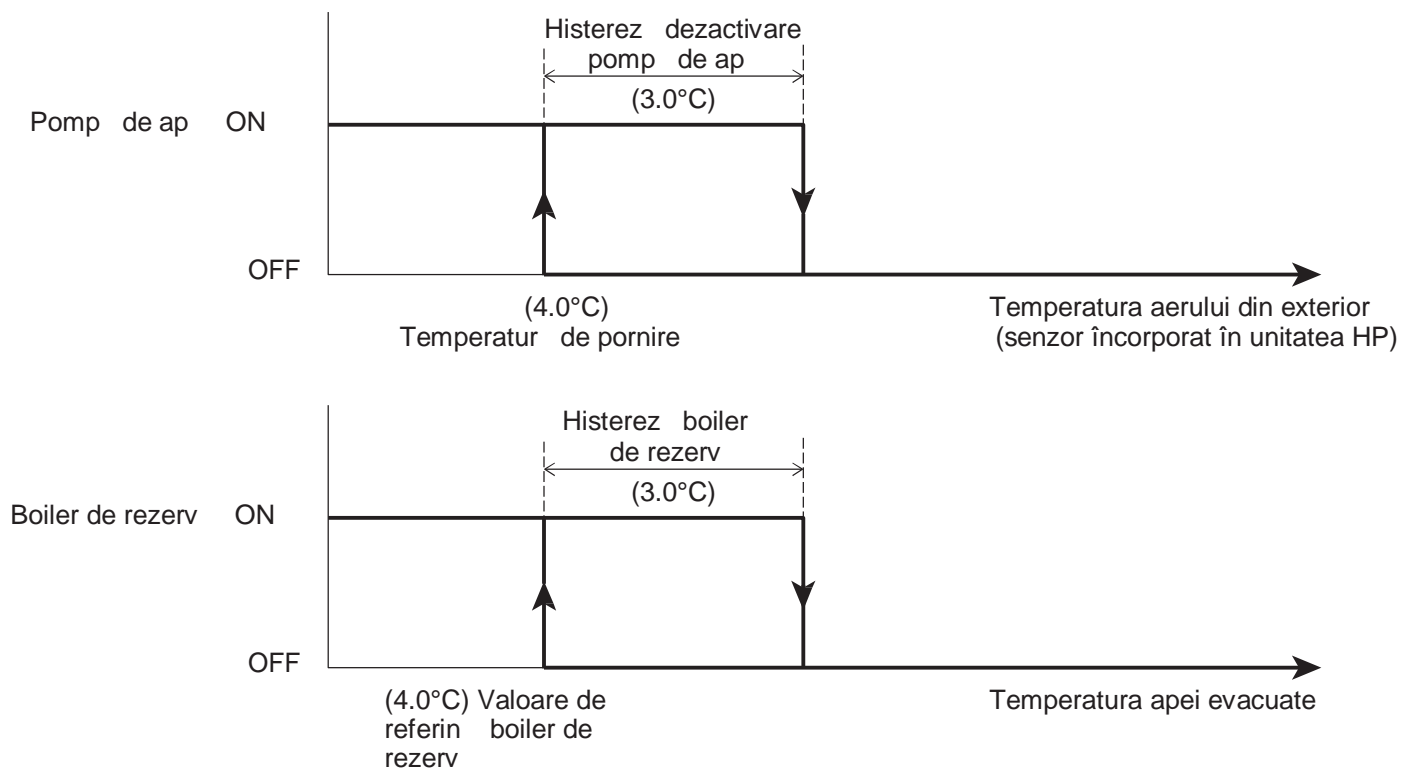 Histerez dezactivare
pomp de ap
(3.0°C)
Pomp de ap ON
OFF
(4.0°C)
Temperatur de pornire
Temperatura aerului din exterior
(senzor încorporat în unitatea HP)
Histerez boiler
de rezerv
(3.0°C)
Boiler de rezerv ON
OFF
(4.0°C) Valoare de
referin boiler de
rezerv
Temperatura apei evacuate